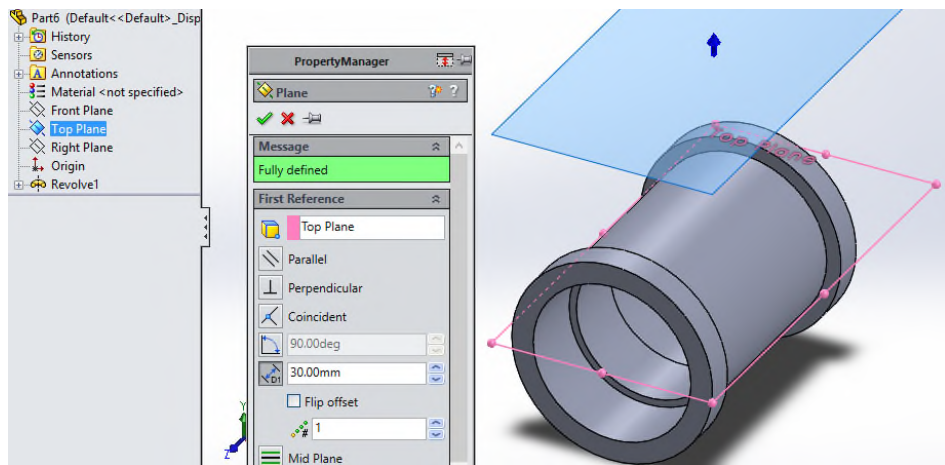 Part6 (Default<<Default>_Disp
History
Sensors
A Annotations
Material <not specified>
Front Plane
Top Plane
Right Plane
Origin
Revolve1
PropertyManager
Plane
?
Message
Fully defined
First Reference
Top Plane
Parallel
Perpendicular
Coincident
90.00deg
D1 30.00mm
Flip offset
# 1
Mid Plane
Top Plane
Y
Z